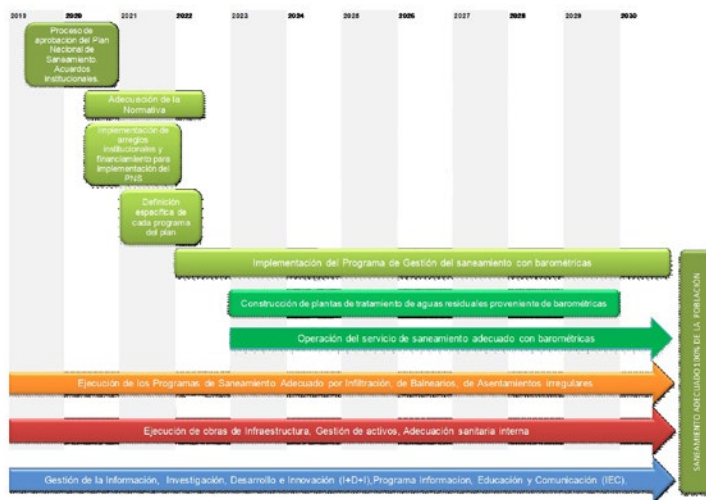 2019 2020 2021 2022 2023 2024 2025 2026 2027 2028 2029 2030
Proceso de
aprobacion del Plan
Nacional de
Saneamiento.
Acuerdos
institucionales.
Adecuación de la
Normativa
Implementación de
arreglos
institucionales y
financiamiento para
implementación del
PNS
Definición
especifica de
cada programa
del plan
Implementación del Programa de Gestión del saneamiento con barométricas
Construcción de plantas de tratamiento de aguas residuales proveniente de barométricas
Operación del servicio de saneamiento adecuado con barométricas
Ejecución de los Programas de Saneamiento Adecuado por Infiltración, de Balnearios, de Asentamientos irregulares
Ejecución de obras de Infraestructura, Gestión de activos, Adecuación sanitaria interna
Gestión de la Información, Investigación, Desarrollo e Innovación (I+D+I),Programa Informacion, Educación y Comunicación (IEC),
SANEAMIENTO ADECUADO 100% DE LA POBLACIÓN